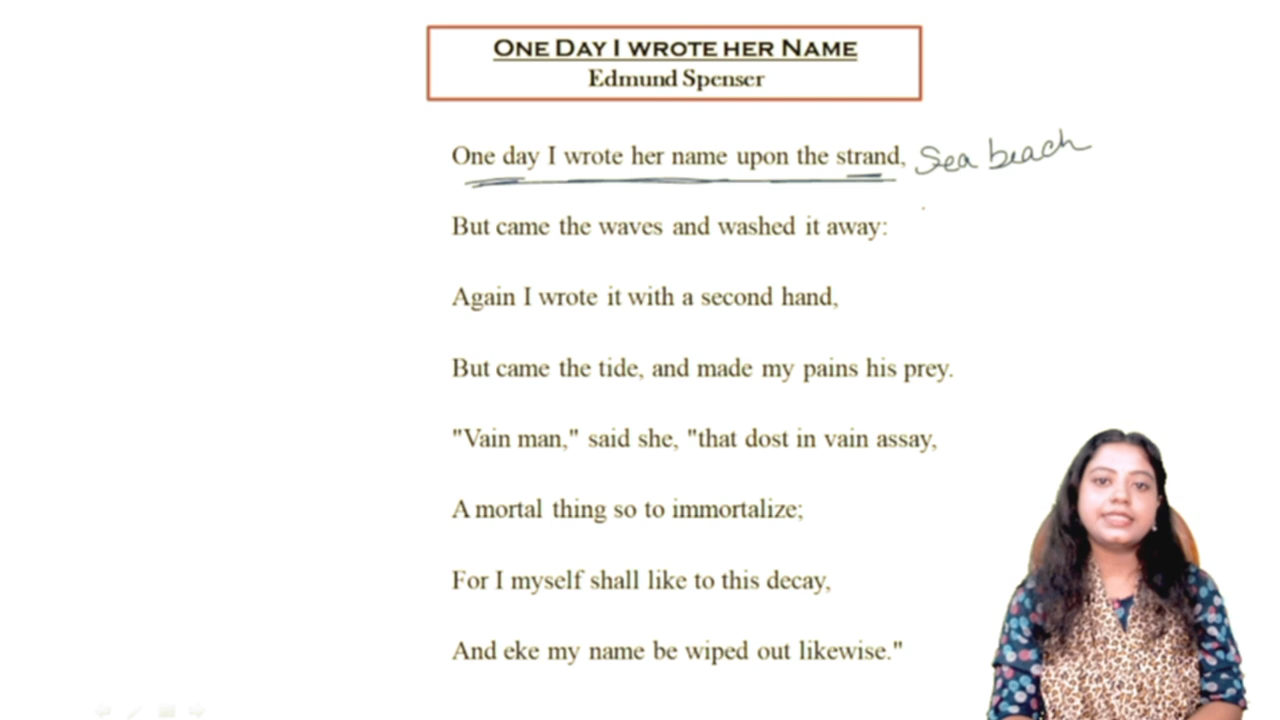 ONE DAY I WROTE HER NAME
Edmund Spenser
One day I wrote her name upon the strand, Sea beach
But came the waves and washed it away:
Again I wrote it with a second hand,
But came the tide, and made my pains his prey.
"Vain man," said she, "that dost in vain assay,
A mortal thing so to immortalize;
For I myself shall like to this decay,
And eke my name be wiped out likewise."